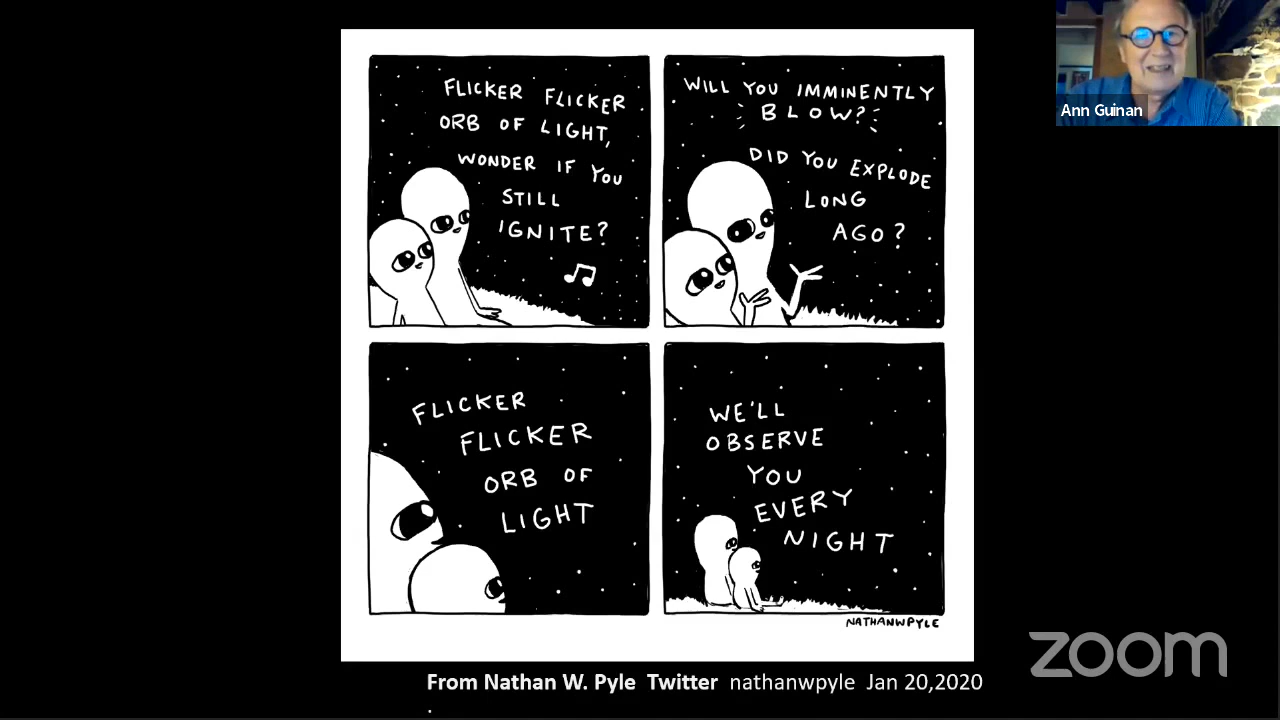 FLICKER FLICKER
ORB OF LIGHT,
WONDER IF YOU
STILL
IGNITE?
WILL YOU IMMINENTLY
BLOW?
DID YOU EXPLODE
LONG
AGO?
FLICKER
FLICKER
ORB OF
LIGHT
WE'LL
OBSERVE
YOU
EVERY
NIGHT
NATHANWPYLE
From Nathan W. Pyle Twitter nathanwpyle Jan 20,2020
.
Ann Guinan
zoom